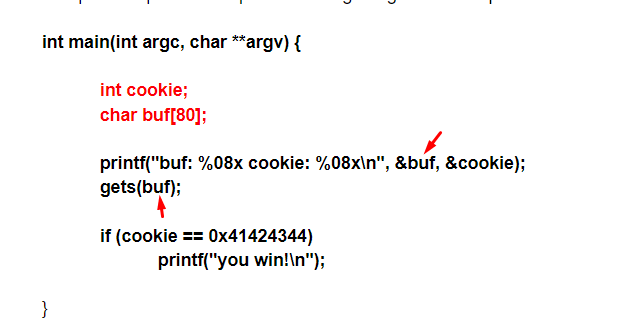 int main(int argc, char **argv) {
int cookie;
char buf[80];
printf("buf: %08x cookie: %08x\n", &buf, &cookie);
gets(buf);
if (cookie == 0x41424344)
printf("you win!\n");
}